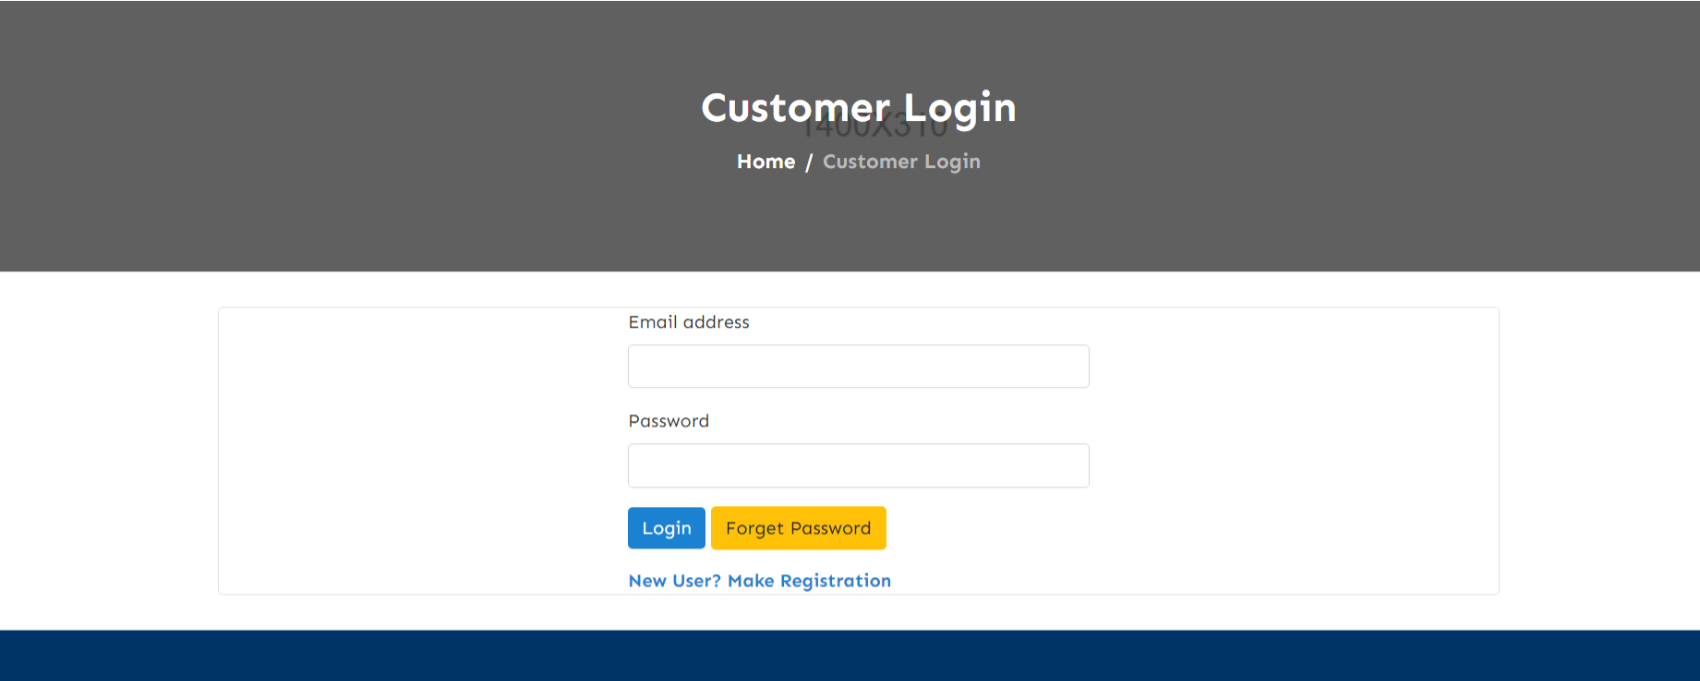 Customer Login
1400X310
Home / Customer Login
Email address
Password
Login Forget Password
New User? Make Registration